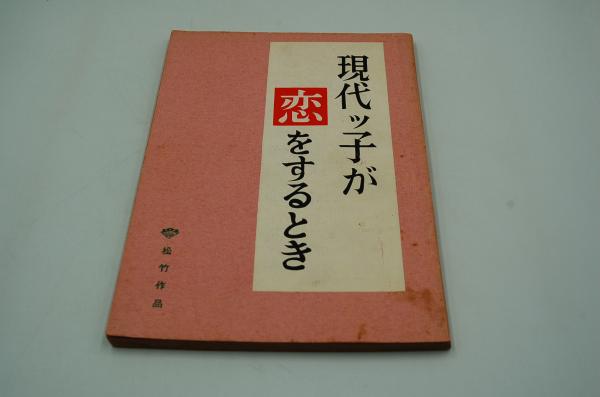 現代ッ子が
恋をするとき
松竹作品